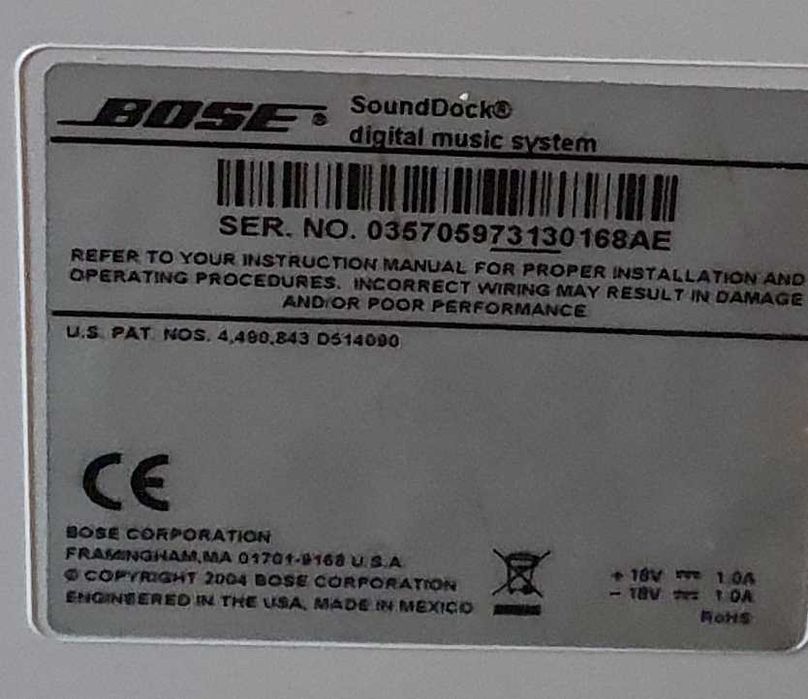 BOSE® SoundDock®
digital music system
SER. NO. 035705973130168AE
REFER TO YOUR INSTRUCTION MANUAL FOR PROPER INSTALLATION AND
OPERATING PROCEDURES. INCORRECT WIRING MAY RESULT IN DAMAGE
AND/OR POOR PERFORMANCE
U.S. PAT. NOS. 4,490,843 D514090
CE
BOSE CORPORATION
FRAMINGHAM, MA 01701-9168 U.S.A.
© COPYRIGHT 2004 BOSE CORPORATION
ENGINEERED IN THE USA, MADE IN MEXICO
+ 18V ⎓ 1.0A
- 18V ⎓ 1.0A
RoHS